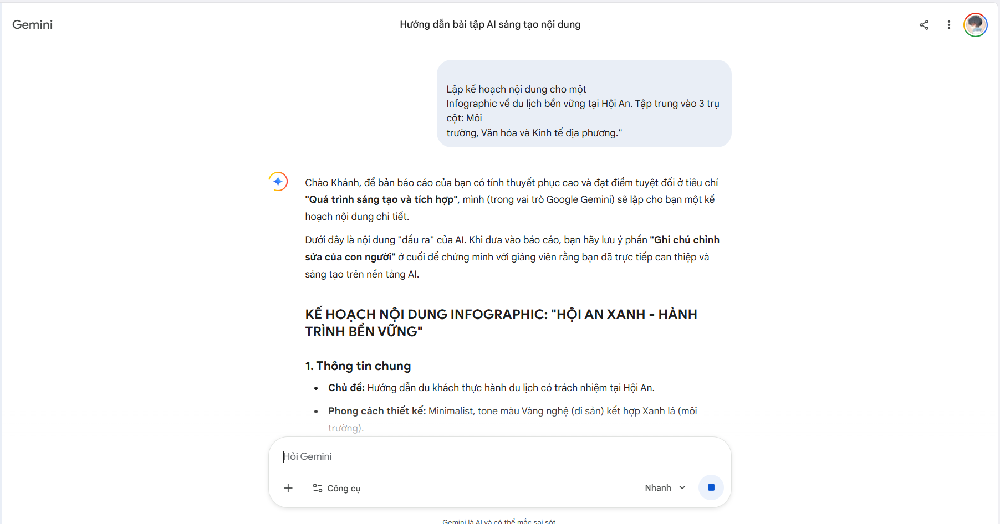 Gemini
Hướng dẫn bài tập AI sáng tạo nội dung
Lập kế hoạch nội dung cho một
Infographic về du lịch bền vững tại Hội An. Tập trung vào 3 trụ
cột: Môi
trường, Văn hóa và Kinh tế địa phương."
Chào Khánh, để bản báo cáo của bạn có tính thuyết phục cao và đạt điểm tuyệt đối ở tiêu chí
"Quá trình sáng tạo và tích hợp", mình (trong vai trò Google Gemini) sẽ lập cho bạn một kế
hoạch nội dung chi tiết.
Dưới đây là nội dung "đầu ra" của AI. Khi đưa vào báo cáo, bạn hãy lưu ý phần "Ghi chú chỉnh
sửa của con người" ở cuối để chứng minh với giảng viên rằng bạn đã trực tiếp can thiệp và
sáng tạo trên nền tảng AI.
KẾ HOẠCH NỘI DUNG INFOGRAPHIC: "HỘI AN XANH - HÀNH
TRÌNH BỀN VỮNG"
1. Thông tin chung
• Chủ đề: Hướng dẫn du khách thực hành du lịch có trách nhiệm tại Hội An.
• Phong cách thiết kế: Minimalist, tone màu Vàng nghệ (di sản) kết hợp Xanh lá (môi
trường).
Hỏi Gemini
Công cụ
Nhanh
Gemini là AI và có thể mắc sai sót.